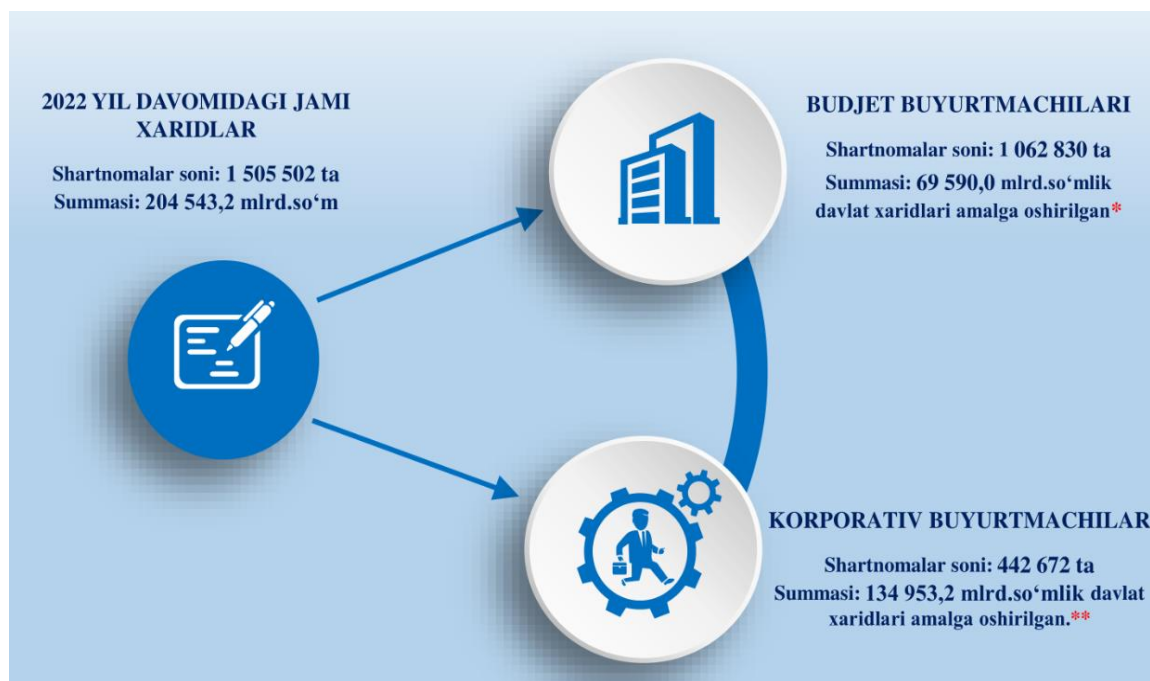 2022 YIL DAVOMIDAGI JAMI
XARIDLAR
Shartnomalar soni: 1 505 502 ta
Summasi: 204 543,2 mlrd.so‘m
BUDJET BUYURTMACHILARI
Shartnomalar soni: 1 062 830 ta
Summasi: 69 590,0 mlrd.so‘mlik
davlat xaridlari amalga oshirilgan*
KORPORATIV BUYURTMACHILAR
Shartnomalar soni: 442 672 ta
Summasi: 134 953,2 mlrd.so‘mlik davlat
xaridlari amalga oshirilgan.**